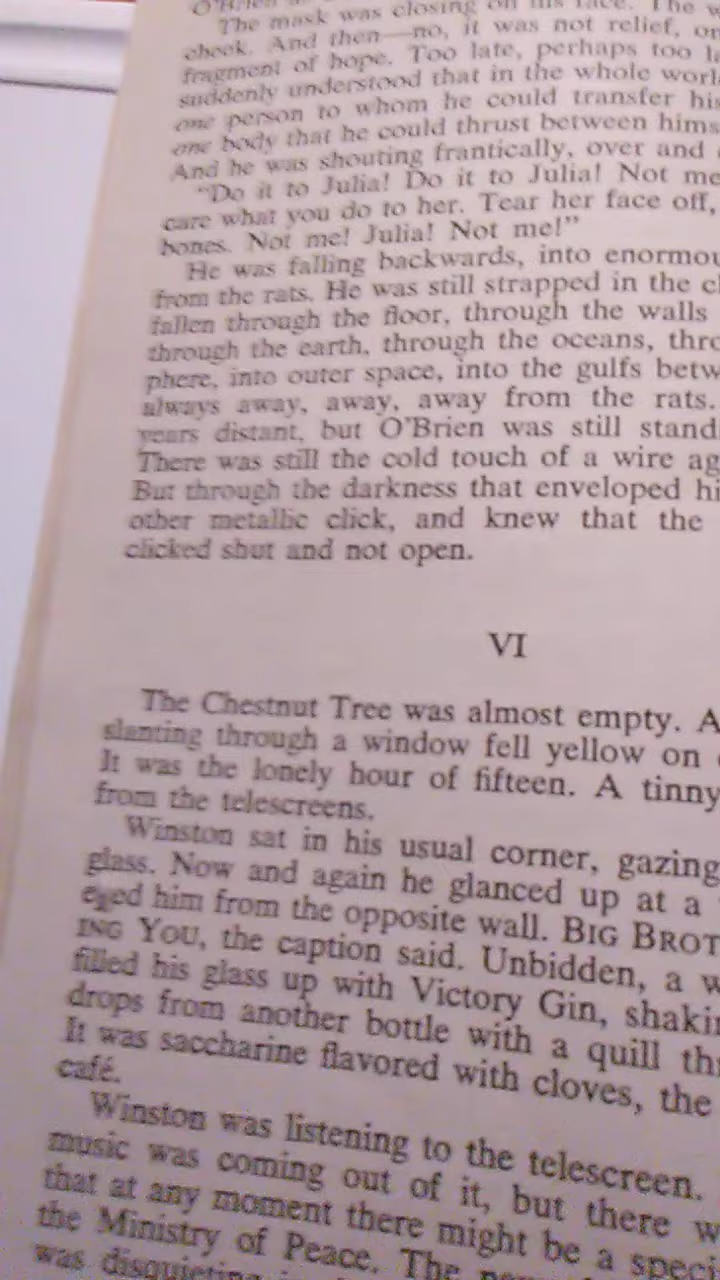 O'Brien as
The mask was closing on his face. The w
cheek. And then—no, it was not relief, on
fragment of hope. Too late, perhaps too la
suddenly understood that in the whole worl
one person to whom he could transfer his
one body that he could thrust between hims
And he was shouting frantically, over and
"Do it to Julia! Do it to Julia! Not me
care what you do to her. Tear her face off,
bones. Not me! Julia! Not me!"
He was falling backwards, into enormou
from the rats. He was still strapped in the ch
fallen through the floor, through the walls
through the earth, through the oceans, thro
phere, into outer space, into the gulfs betw
always away, away, away from the rats.
years distant, but O'Brien was still stand
There was still the cold touch of a wire ag
But through the darkness that enveloped hi
other metallic click, and knew that the
clicked shut and not open.
VI
The Chestnut Tree was almost empty. A
slanting through a window fell yellow on
It was the lonely hour of fifteen. A tinny
from the telescreens.
Winston sat in his usual corner, gazing
glass. Now and again he glanced up at a
eyed him from the opposite wall. BIG BROT
ING YOU, the caption said. Unbidden, a w
filled his glass up with Victory Gin, shakin
drops from another bottle with a quill thr
It was saccharine flavored with cloves, the
café.
Winston was listening to the telescreen.
music was coming out of it, but there w
that at any moment there might be a speci
the Ministry of Peace. The
was disquieting